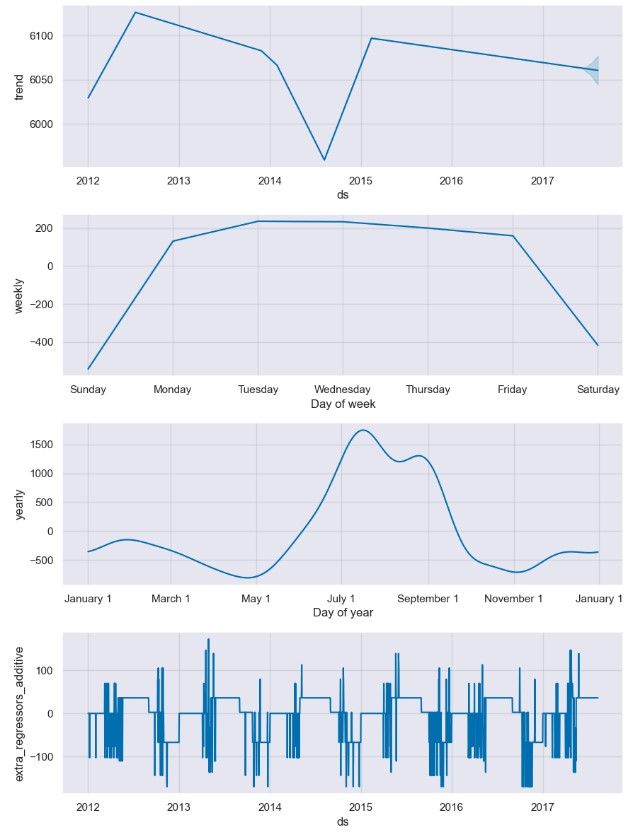 6100
6050
6000
trend
2012 2013 2014 2015 2016 2017
ds
200
0
−200
−400
weekly
Sunday Monday Tuesday Wednesday Thursday Friday Saturday
Day of week
1500
1000
500
0
−500
yearly
January 1 March 1 May 1 July 1 September 1 November 1 January 1
Day of year
100
0
−100
extra_regressors_additive
2012 2013 2014 2015 2016 2017
ds